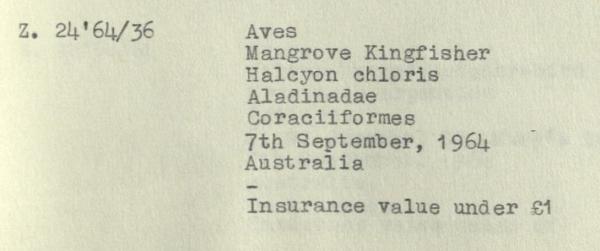 Z. 24'64/36 Aves
Mangrove Kingfisher
Halcyon chloris
Aladinadae
Coraciiformes
7th September, 1964
Australia
–
Insurance value under £1